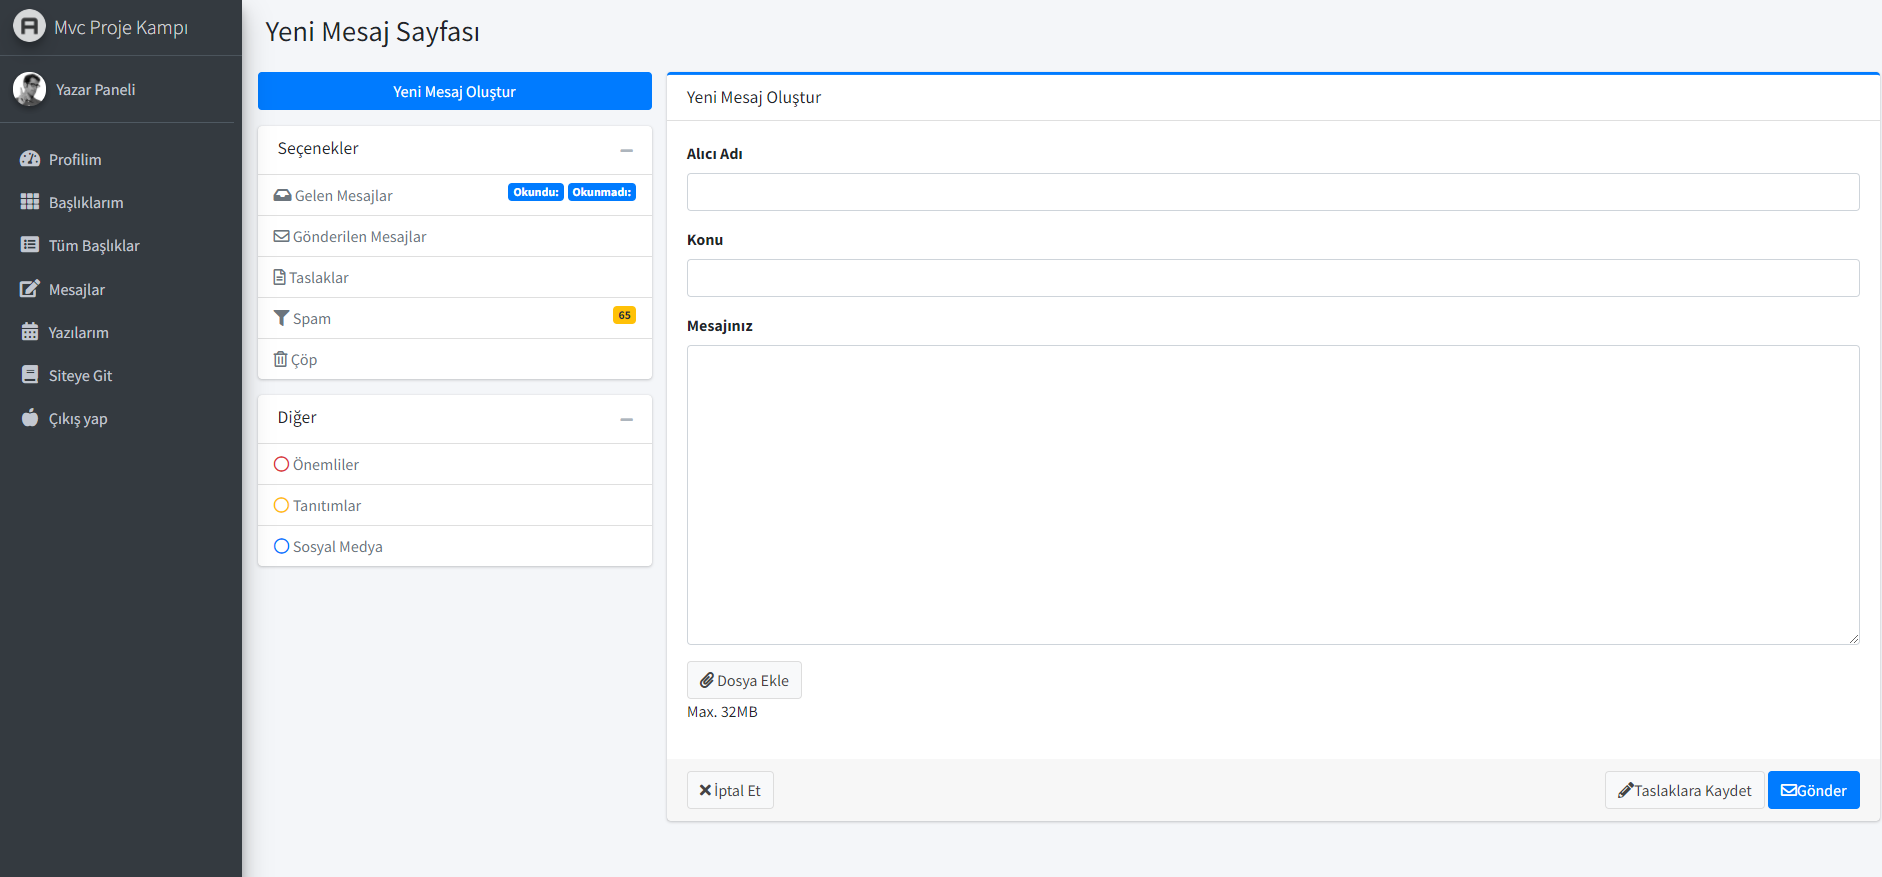 Mvc Proje Kampı
Yazar Paneli
Profilim
Başlıklarım
Tüm Başlıklar
Mesajlar
Yazılarım
Siteye Git
Çıkış yap
Yeni Mesaj Sayfası
Yeni Mesaj Oluştur
Seçenekler
Gelen Mesajlar Okundu: Okunmadı:
Gönderilen Mesajlar
Taslaklar
Spam 65
Çöp
Diğer
Önemliler
Tanıtımlar
Sosyal Medya
Yeni Mesaj Oluştur
Alıcı Adı
Konu
Mesajınız
Dosya Ekle
Max. 32MB
İptal Et
Taslaklara Kaydet
Gönder